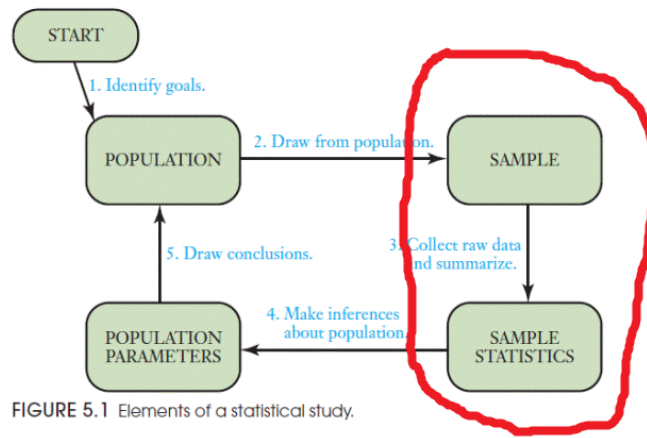 START
1. Identify goals.
POPULATION
2. Draw from population.
SAMPLE
3. Collect raw data
and summarize.
5. Draw conclusions.
4. Make inferences
about population.
POPULATION
PARAMETERS
SAMPLE
STATISTICS
FIGURE 5.1 Elements of a statistical study.